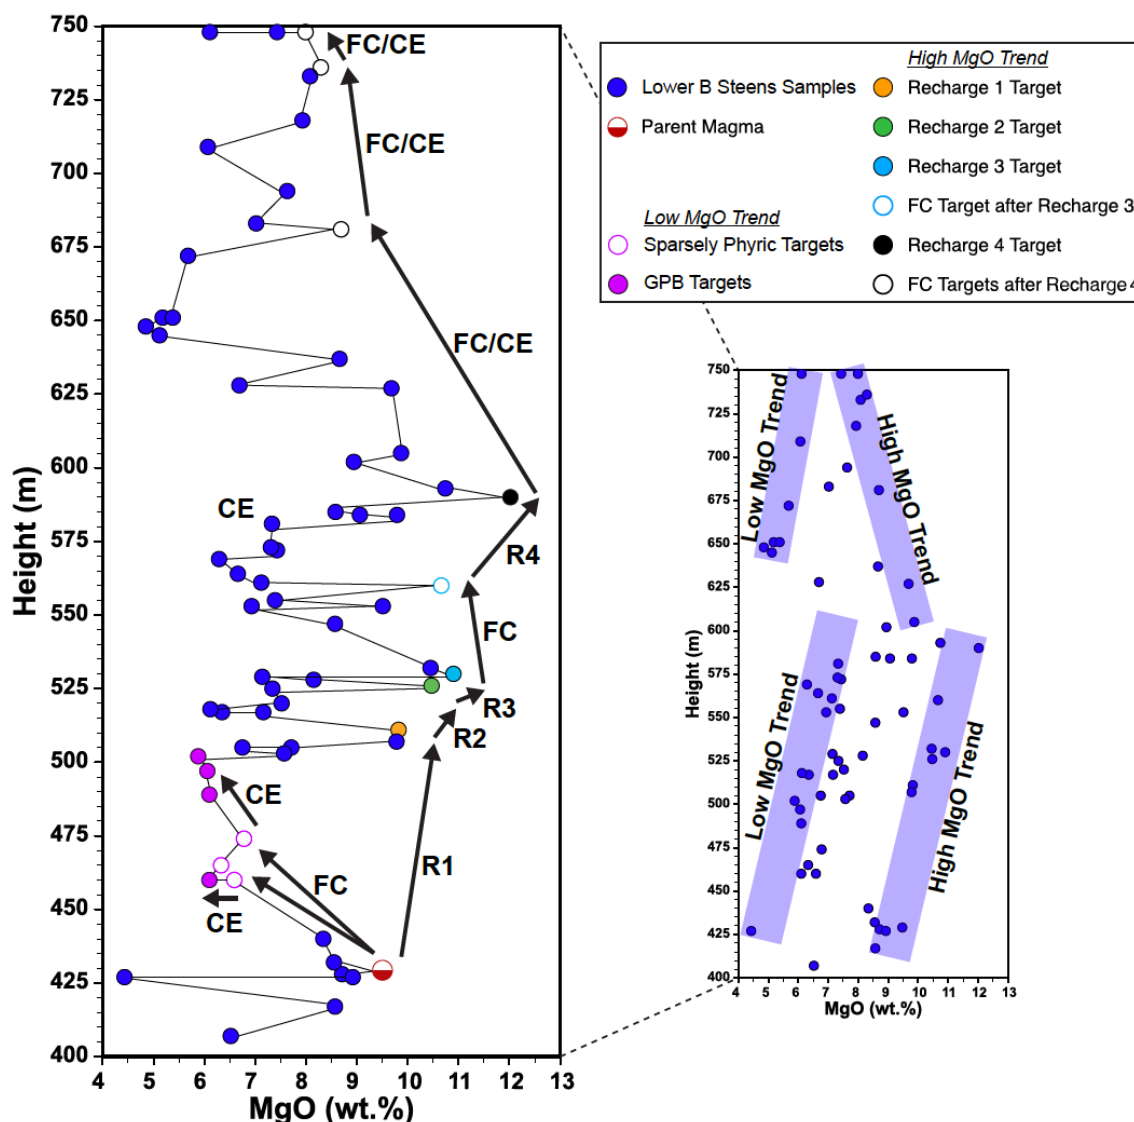 750
725
700
675
650
625
600
575
550
525
500
475
450
425
400
Height (m)
4 5 6 7 8 9 10 11 12 13
MgO (wt.%)
FC/CE
FC/CE
FC/CE
CE
R4
FC
R3
R2
CE
R1
FC
CE
Lower B Steens Samples
Parent Magma
Low MgO Trend
Sparsely Phyric Targets
GPB Targets
High MgO Trend
Recharge 1 Target
Recharge 2 Target
Recharge 3 Target
FC Target after Recharge 3
Recharge 4 Target
FC Targets after Recharge 4
750
725
700
675
650
625
600
575
550
525
500
475
450
425
400
Height (m)
4 5 6 7 8 9 10 11 12 13
MgO (wt.%)
Low MgO Trend
High MgO Trend
Low MgO Trend
High MgO Trend